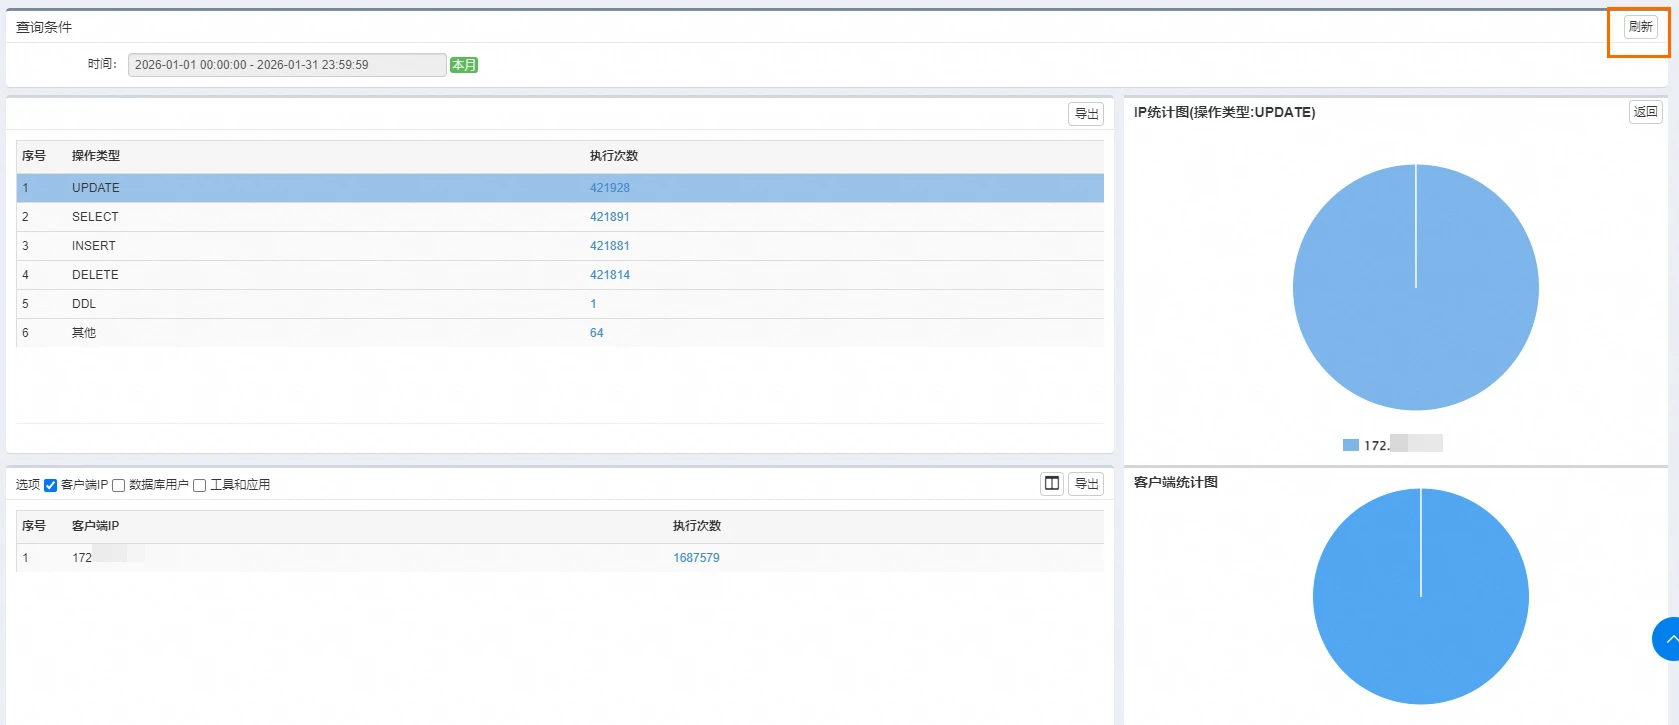 查询条件
刷新
时间: 2026-01-01 00:00:00 - 2026-01-31 23:59:59 本月
导出
序号 操作类型 执行次数
1 UPDATE 421928
2 SELECT 421891
3 INSERT 421881
4 DELETE 421814
5 DDL 1
6 其他 64
IP统计图(操作类型:UPDATE) 返回
172.
选项 客户端IP 数据库用户 工具和应用 导出
序号 客户端IP 执行次数
1 172 1687579
客户端统计图